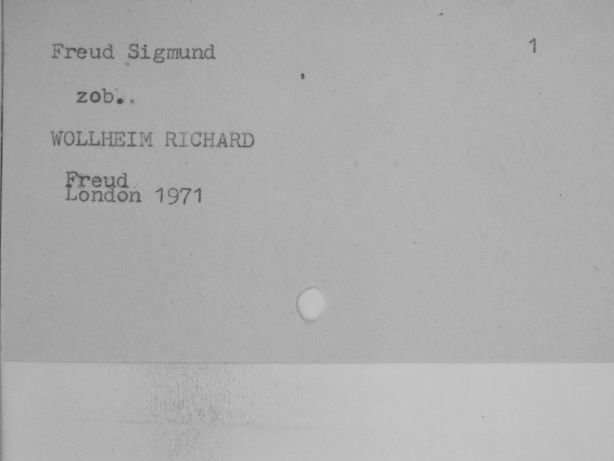 Freud Sigmund 1
zob..
WOLLHEIM RICHARD
Freud
London 1971